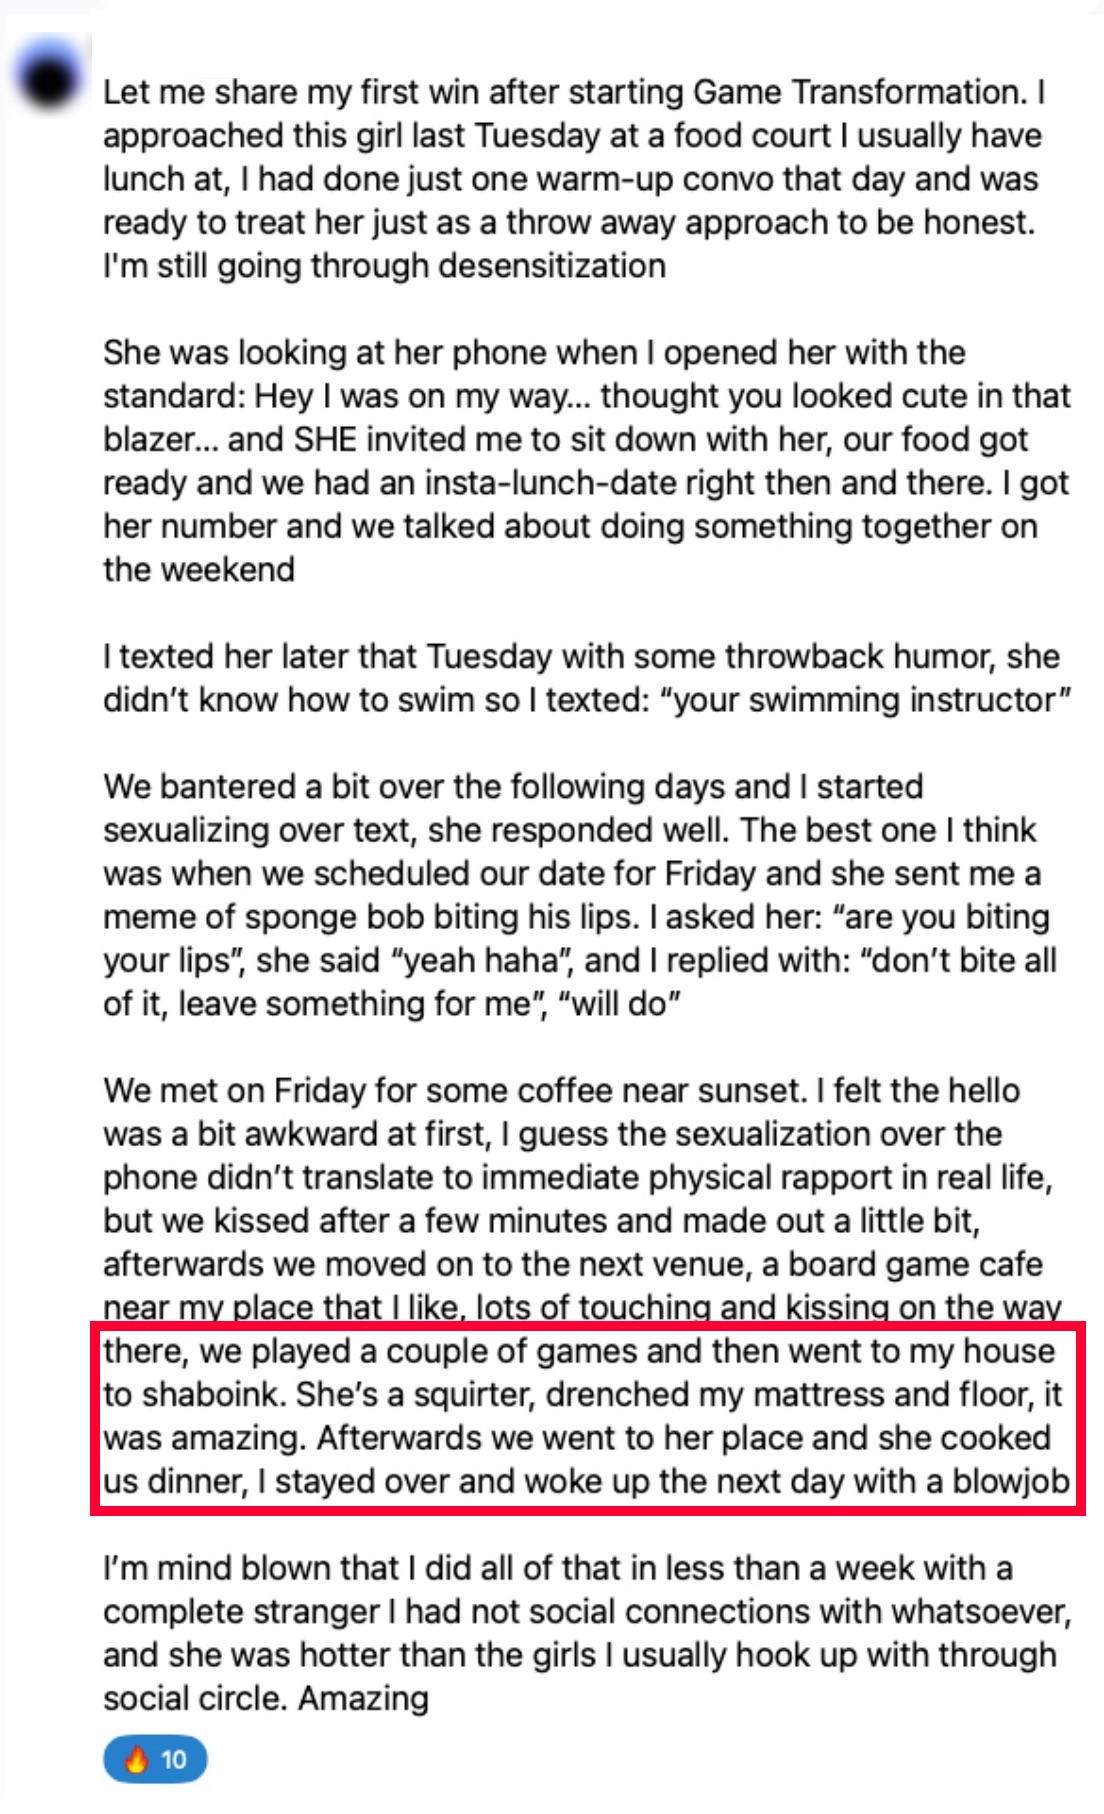 Let me share my first win after starting Game Transformation. I
approached this girl last Tuesday at a food court I usually have
lunch at, I had done just one warm-up convo that day and was
ready to treat her just as a throw away approach to be honest.
I'm still going through desensitization
She was looking at her phone when I opened her with the
standard: Hey I was on my way... thought you looked cute in that
blazer... and SHE invited me to sit down with her, our food got
ready and we had an insta-lunch-date right then and there. I got
her number and we talked about doing something together on
the weekend
I texted her later that Tuesday with some throwback humor, she
didn’t know how to swim so I texted: “your swimming instructor”
We bantered a bit over the following days and I started
sexualizing over text, she responded well. The best one I think
was when we scheduled our date for Friday and she sent me a
meme of sponge bob biting his lips. I asked her: “are you biting
your lips”, she said “yeah haha”, and I replied with: “don’t bite all
of it, leave something for me”, “will do”
We met on Friday for some coffee near sunset. I felt the hello
was a bit awkward at first, I guess the sexualization over the
phone didn’t translate to immediate physical rapport in real life,
but we kissed after a few minutes and made out a little bit,
afterwards we moved on to the next venue, a board game cafe
near my place that I like, lots of touching and kissing on the way
there, we played a couple of games and then went to my house
to shaboink. She’s a squirter, drenched my mattress and floor, it
was amazing. Afterwards we went to her place and she cooked
us dinner, I stayed over and woke up the next day with a blowjob
I’m mind blown that I did all of that in less than a week with a
complete stranger I had not social connections with whatsoever,
and she was hotter than the girls I usually hook up with through
social circle. Amazing
🔥 10